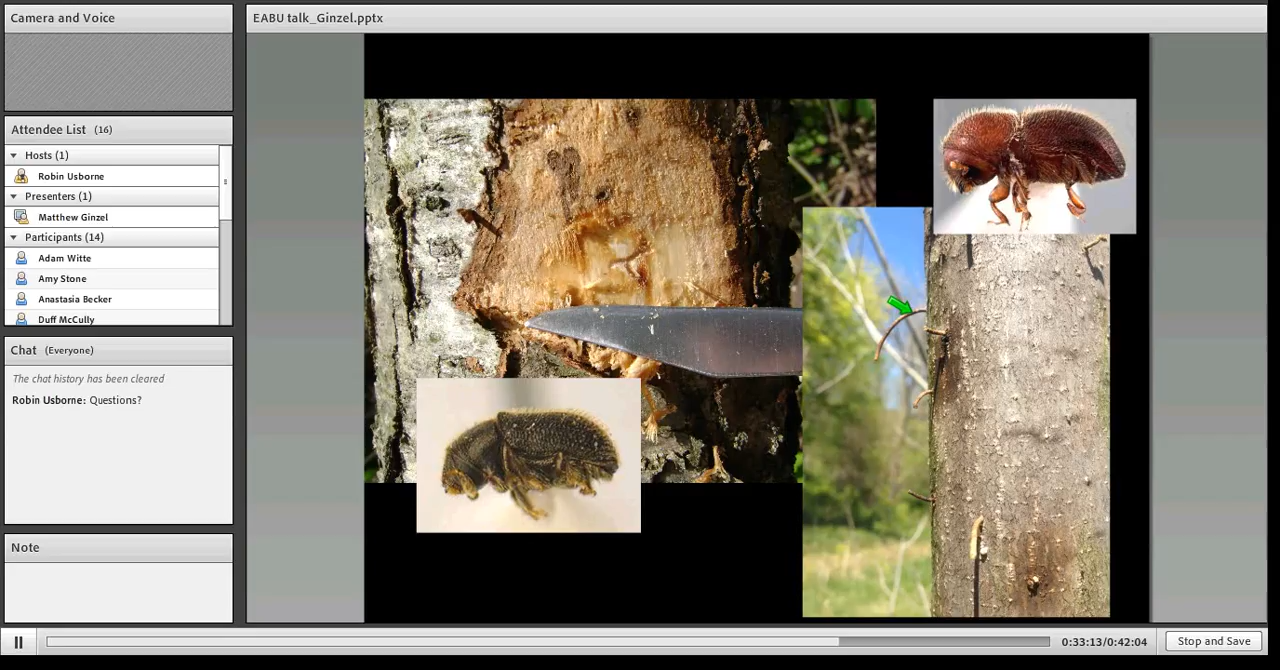 Camera and Voice
EABU talk_Ginzel.pptx
Attendee List (16)
Hosts (1)
Robin Usborne
Presenters (1)
Matthew Ginzel
Participants (14)
Adam Witte
Amy Stone
Anastasia Becker
Duff McCully
Chat (Everyone)
The chat history has been cleared
Robin Usborne: Questions?
Note
0:33:13/0:42:04
Stop and Save